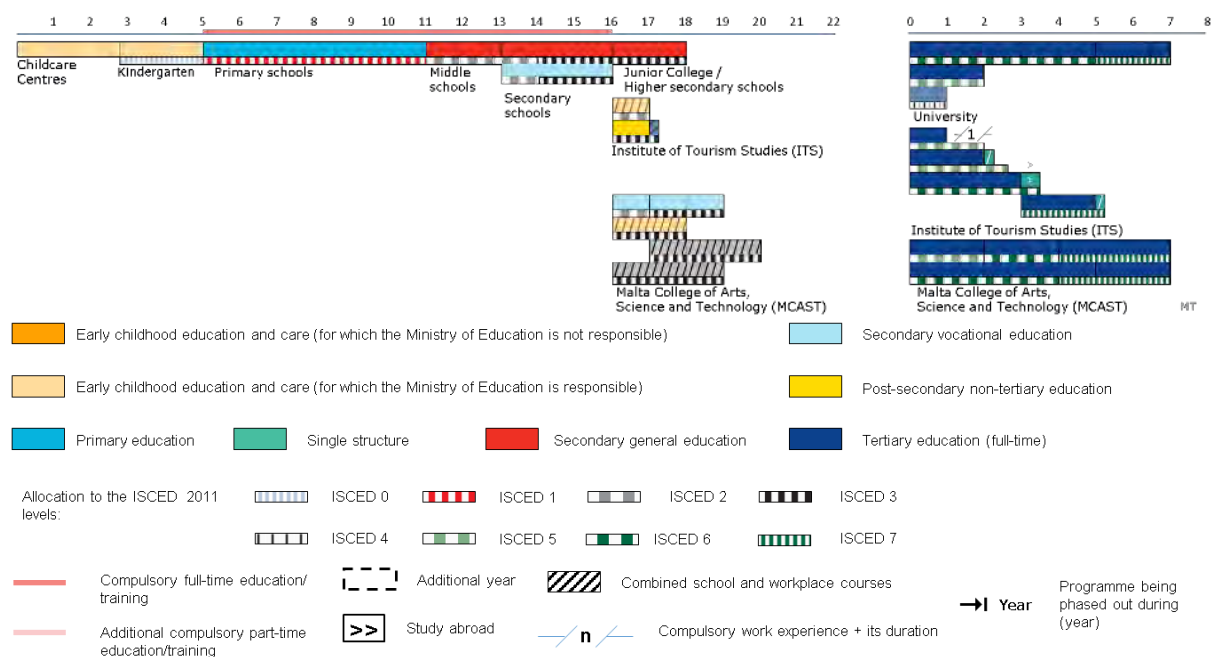 1 2 3 4 5 6 7 8 9 10 11 12 13 14 15 16 17 18 19 20 21 22
0 1 2 3 4 5 6 7 8
Childcare
Centres
Kindergarten
Primary schools
Middle
schools
Secondary
schools
Junior College /
Higher secondary schools
Institute of Tourism Studies (ITS)
Malta College of Arts,
Science and Technology (MCAST)
University
1
>
Institute of Tourism Studies (ITS)
Malta College of Arts,
Science and Technology (MCAST)
MT
Early childhood education and care (for which the Ministry of Education is not responsible)
Secondary vocational education
Early childhood education and care (for which the Ministry of Education is responsible)
Post-secondary non-tertiary education
Primary education
Single structure
Secondary general education
Tertiary education (full-time)
Allocation to the ISCED 2011
levels:
ISCED 0
ISCED 1
ISCED 2
ISCED 3
ISCED 4
ISCED 5
ISCED 6
ISCED 7
Compulsory full-time education/
training
Additional year
Combined school and workplace courses
Year
Programme being
phased out during
(year)
Additional compulsory part-time
education/training
>>
Study abroad
n
Compulsory work experience + its duration